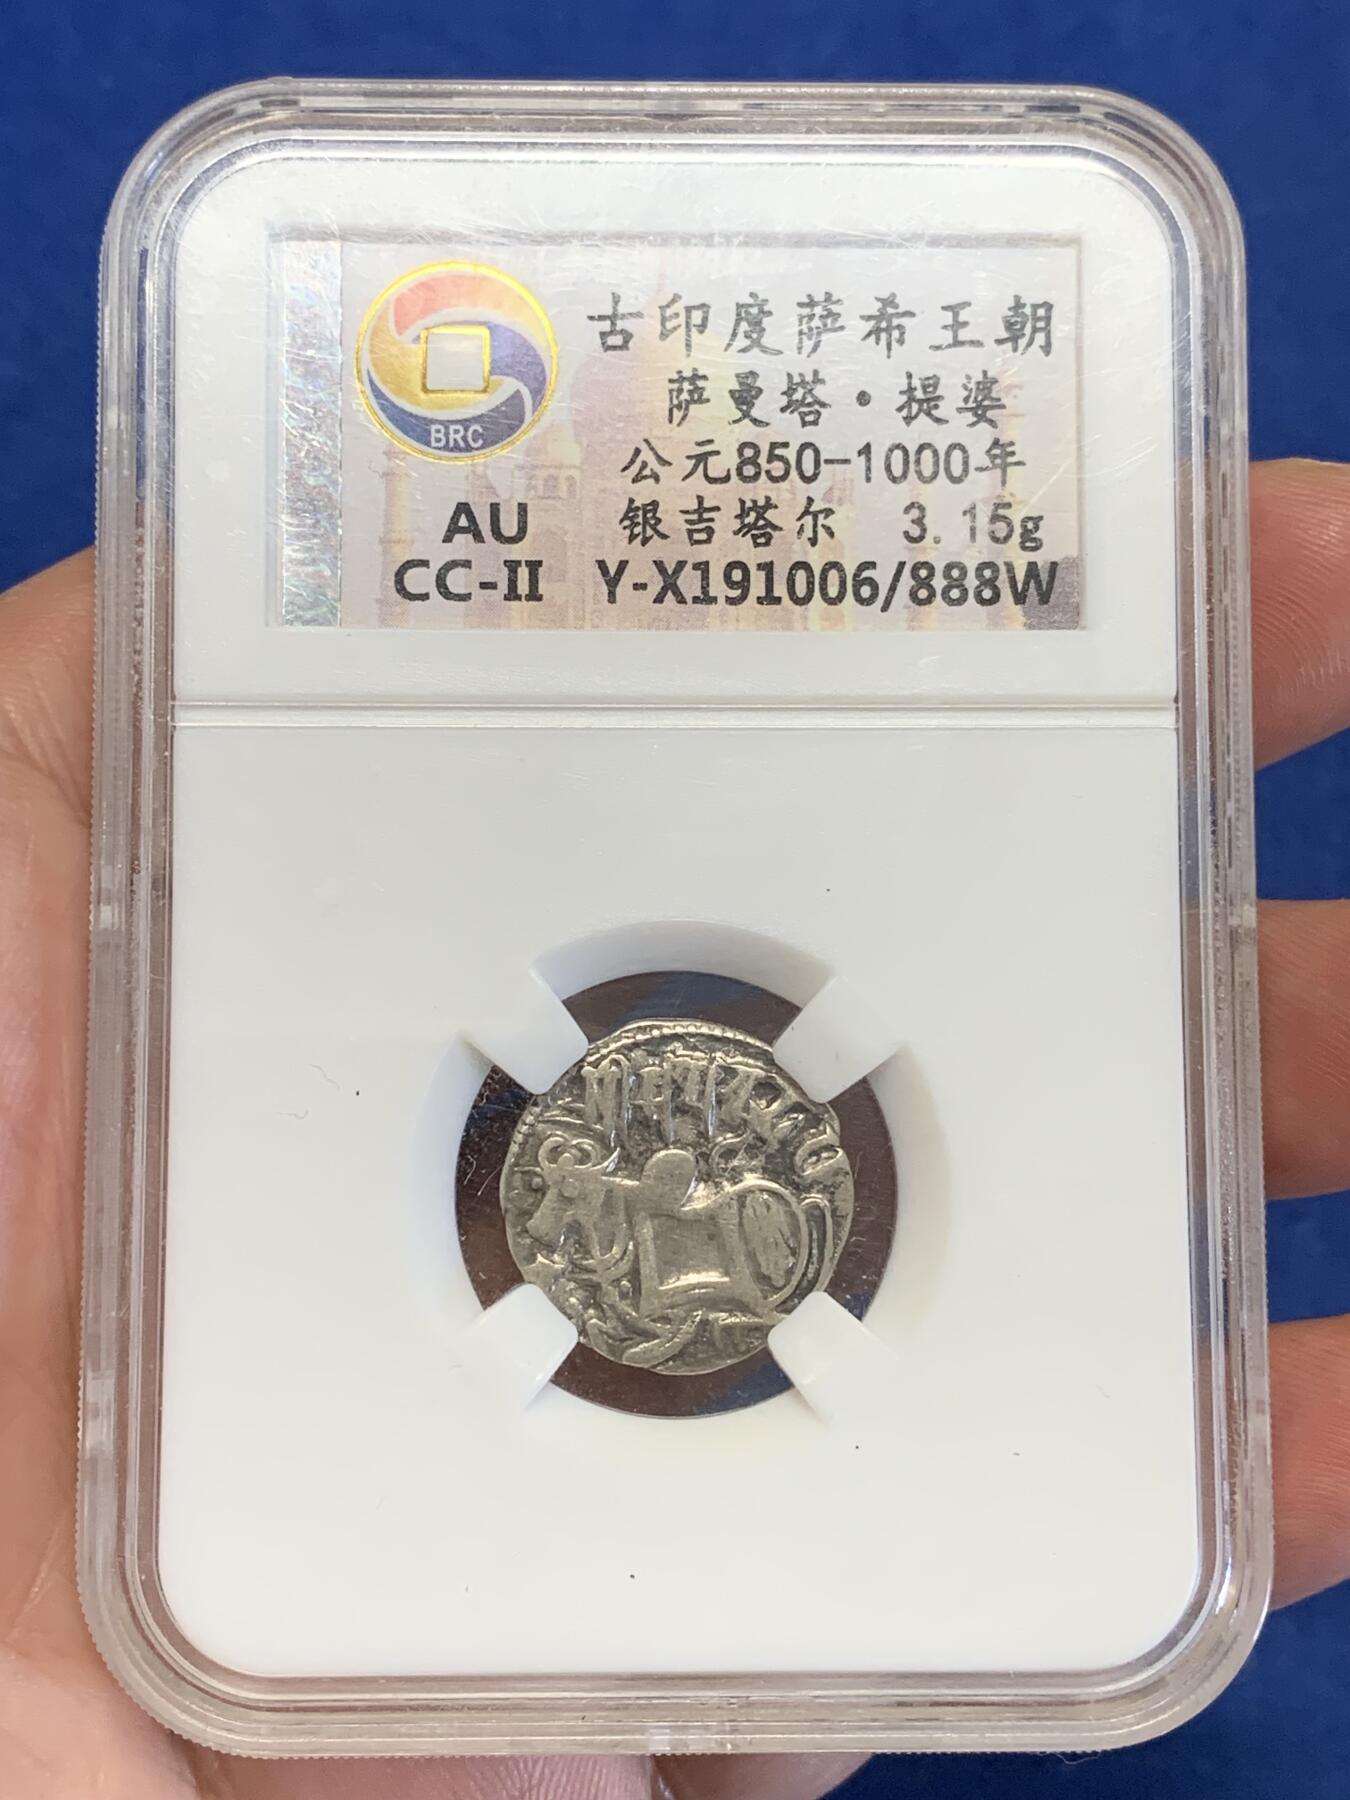 古印度萨希王朝
萨曼塔·提婆
公元850-1000年
银吉塔尔 3.15g
BRC
AU
CC-II Y-X191006/888W